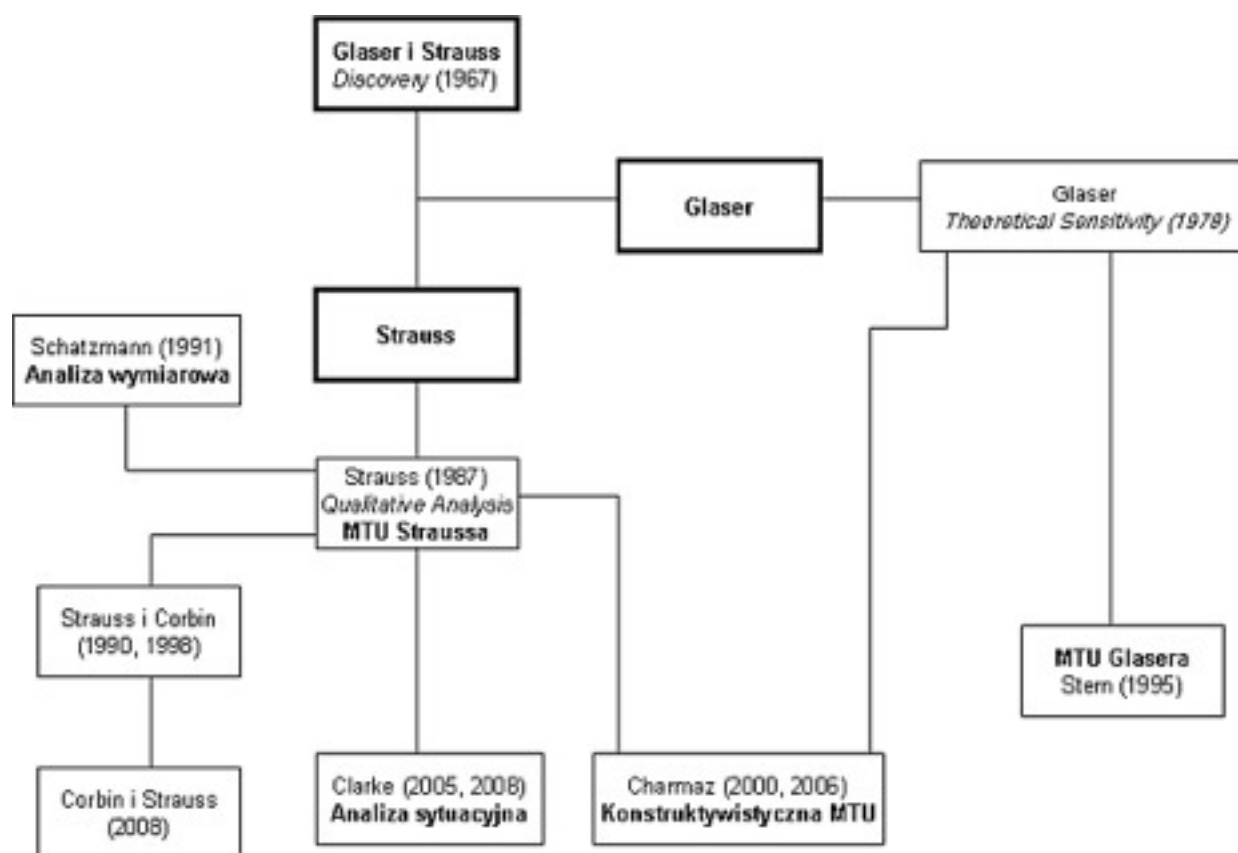 Glaser i Strauss
Discovery (1967)
Glaser
Glaser
Theoretical Sensitivity (1978)
Strauss
Schatzmann (1991)
Analiza wymiarowa
Strauss (1987)
Qualitative Analysis
MTU Straussa
Strauss i Corbin
(1990, 1998)
MTU Glasera
Stern (1995)
Corbin i Strauss
(2008)
Clarke (2005, 2008)
Analiza sytuacyjna
Charmaz (2000, 2006)
Konstruktywistyczna MTU